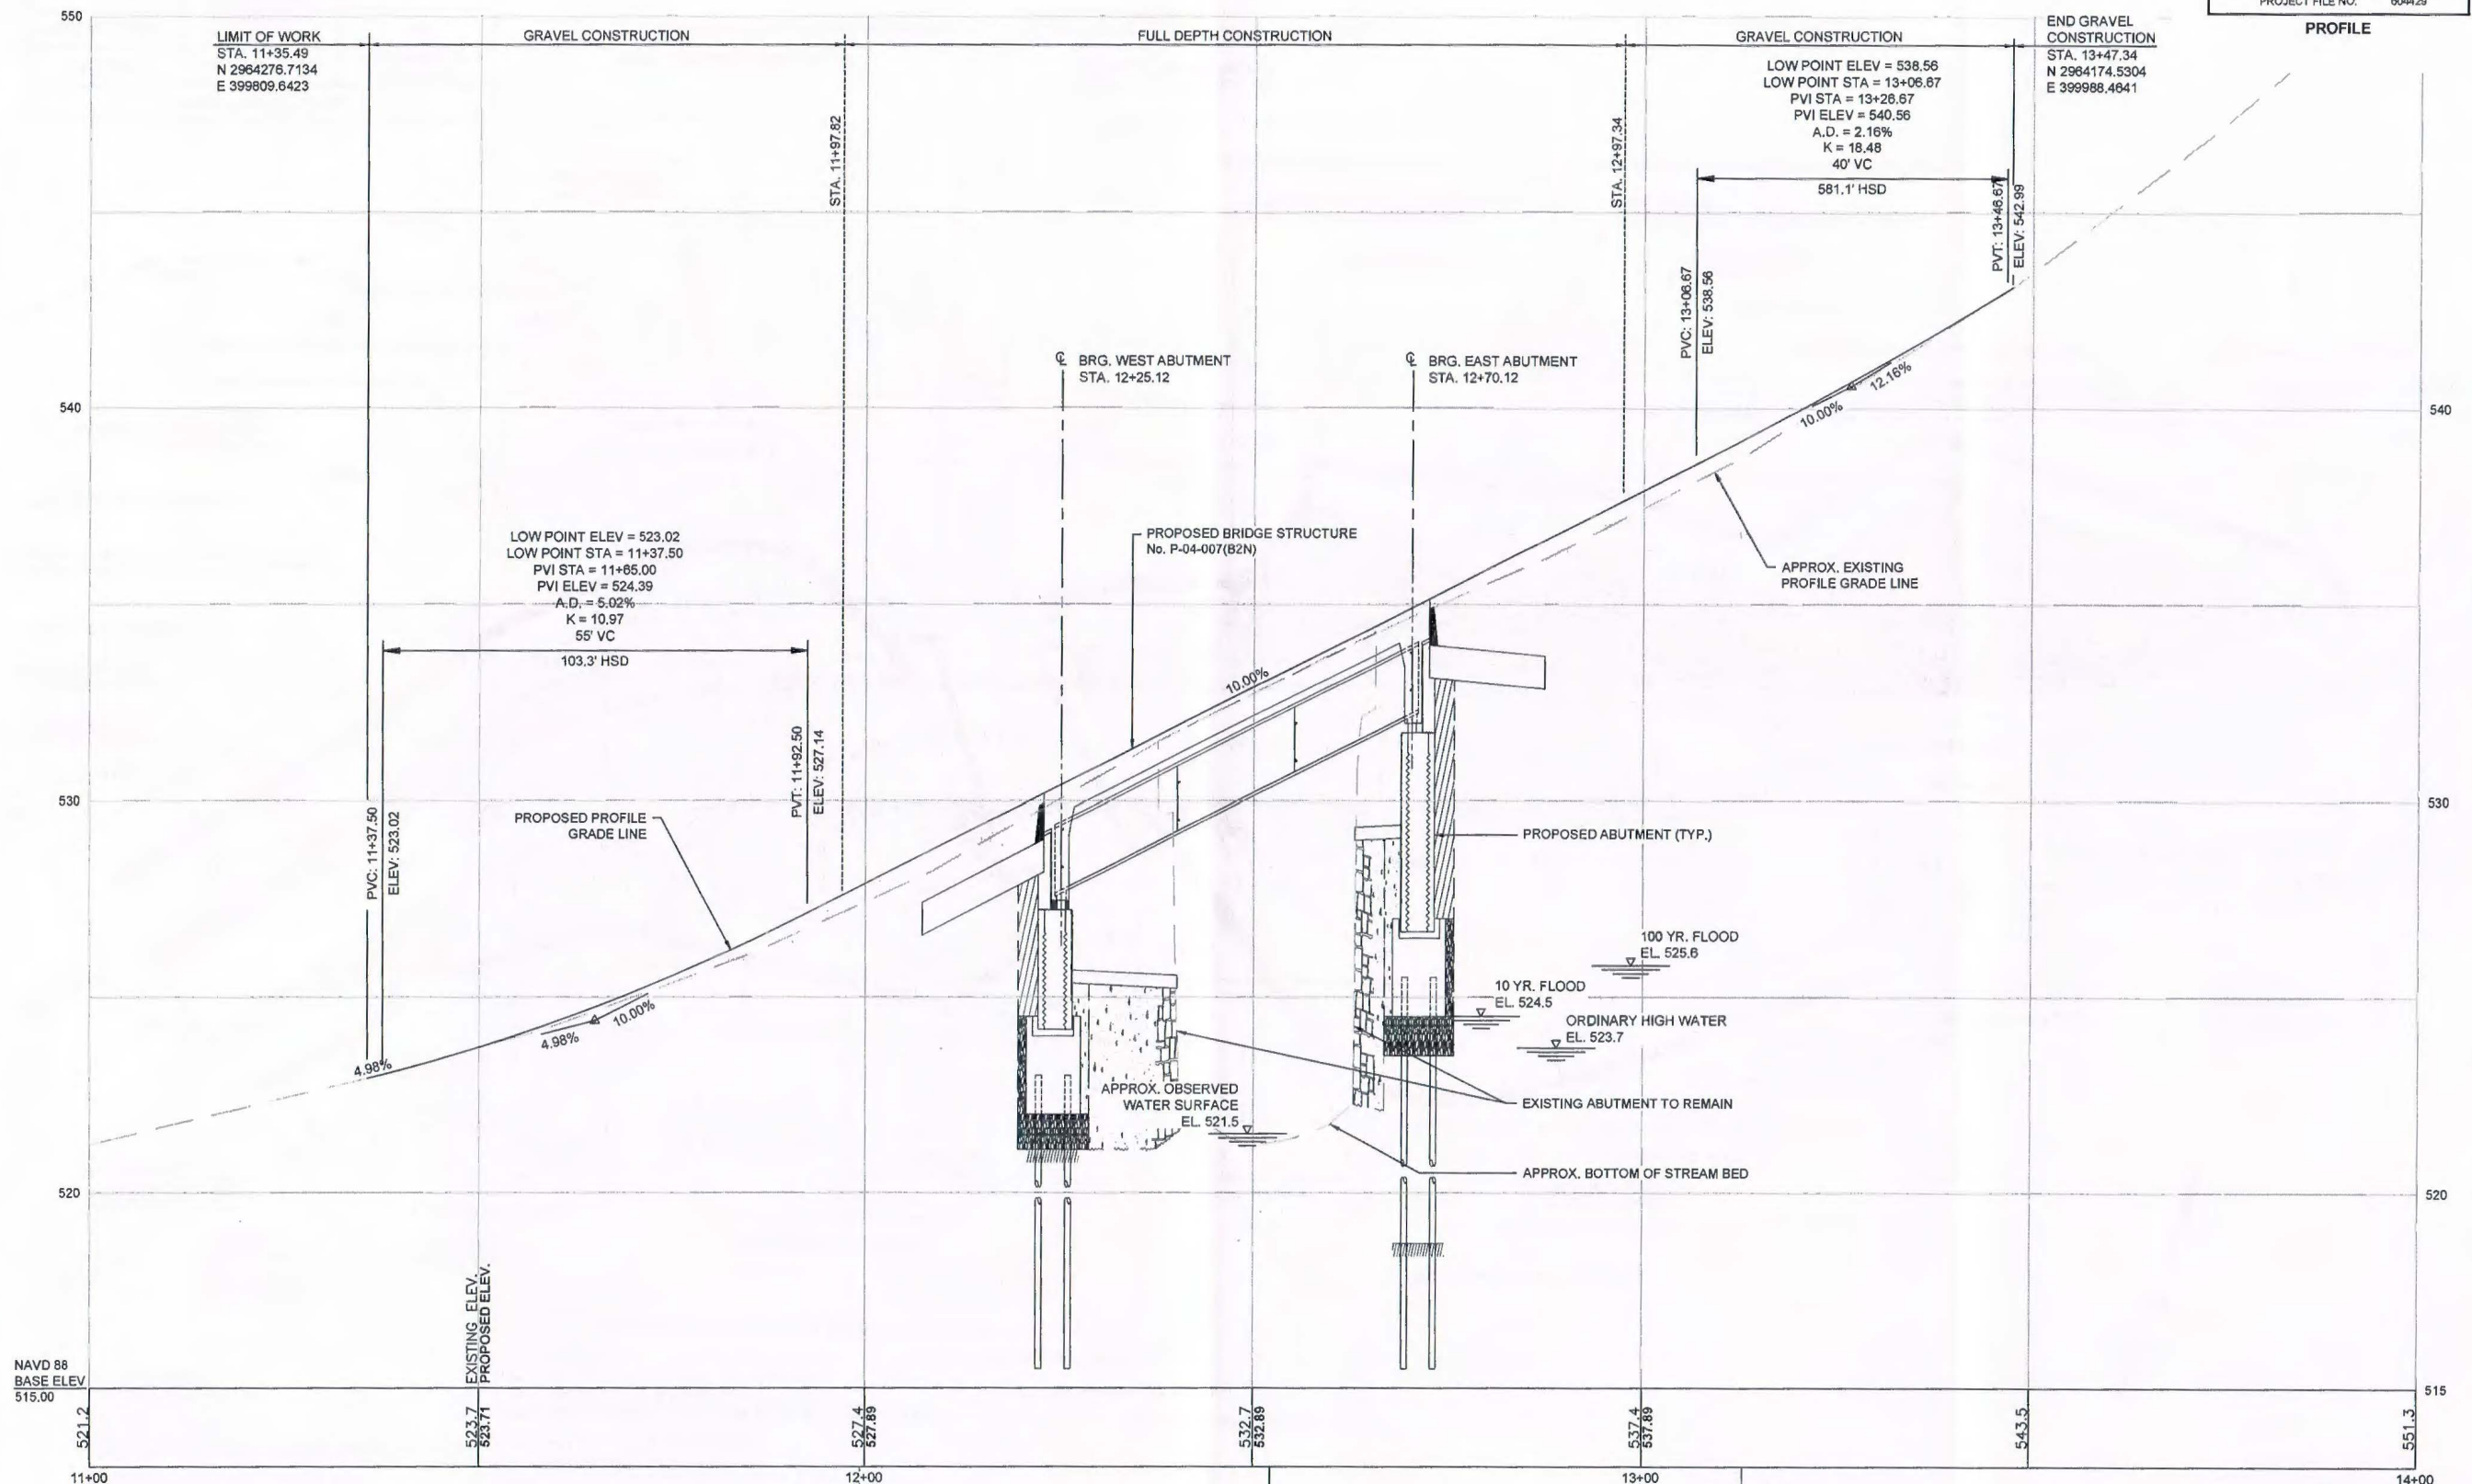 PROJECT FILE NO. 604429
PROFILE
550
LIMIT OF WORK
STA. 11+35.49
N 2964276.7134
E 399809.6423
GRAVEL CONSTRUCTION
STA. 11+97.82
FULL DEPTH CONSTRUCTION
STA. 12+97.34
GRAVEL CONSTRUCTION
END GRAVEL
CONSTRUCTION
STA. 13+47.34
N 2964174.5304
E 399988.4641
LOW POINT ELEV = 538.56
LOW POINT STA = 13+06.67
PVI STA = 13+26.67
PVI ELEV = 540.56
A.D. = 2.16%
K = 18.48
40' VC
581.1' HSD
PVC: 13+06.67
ELEV: 538.56
PVT: 13+46.67
ELEV: 542.99
℄ BRG. WEST ABUTMENT
STA. 12+25.12
℄ BRG. EAST ABUTMENT
STA. 12+70.12
12.16%
10.00%
540
540
LOW POINT ELEV = 523.02
LOW POINT STA = 11+37.50
PVI STA = 11+65.00
PVI ELEV = 524.39
A.D. = 5.02%
K = 10.97
55' VC
103.3' HSD
PROPOSED BRIDGE STRUCTURE
No. P-04-007(B2N)
APPROX. EXISTING
PROFILE GRADE LINE
10.00%
PVC: 11+37.50
ELEV: 523.02
PVT: 11+92.50
ELEV: 527.14
530
530
PROPOSED PROFILE
GRADE LINE
PROPOSED ABUTMENT (TYP.)
100 YR. FLOOD
EL. 525.6
10 YR. FLOOD
EL. 524.5
ORDINARY HIGH WATER
EL. 523.7
4.98%
4.98%
10.00%
APPROX. OBSERVED
WATER SURFACE
EL. 521.5
EXISTING ABUTMENT TO REMAIN
APPROX. BOTTOM OF STREAM BED
520
520
EXISTING ELEV.
PROPOSED ELEV.
NAVD 88
BASE ELEV
515.00
515
521.2
523.7
523.71
527.4
527.89
532.7
532.89
537.4
537.89
543.5
551.3
11+00
12+00
13+00
14+00